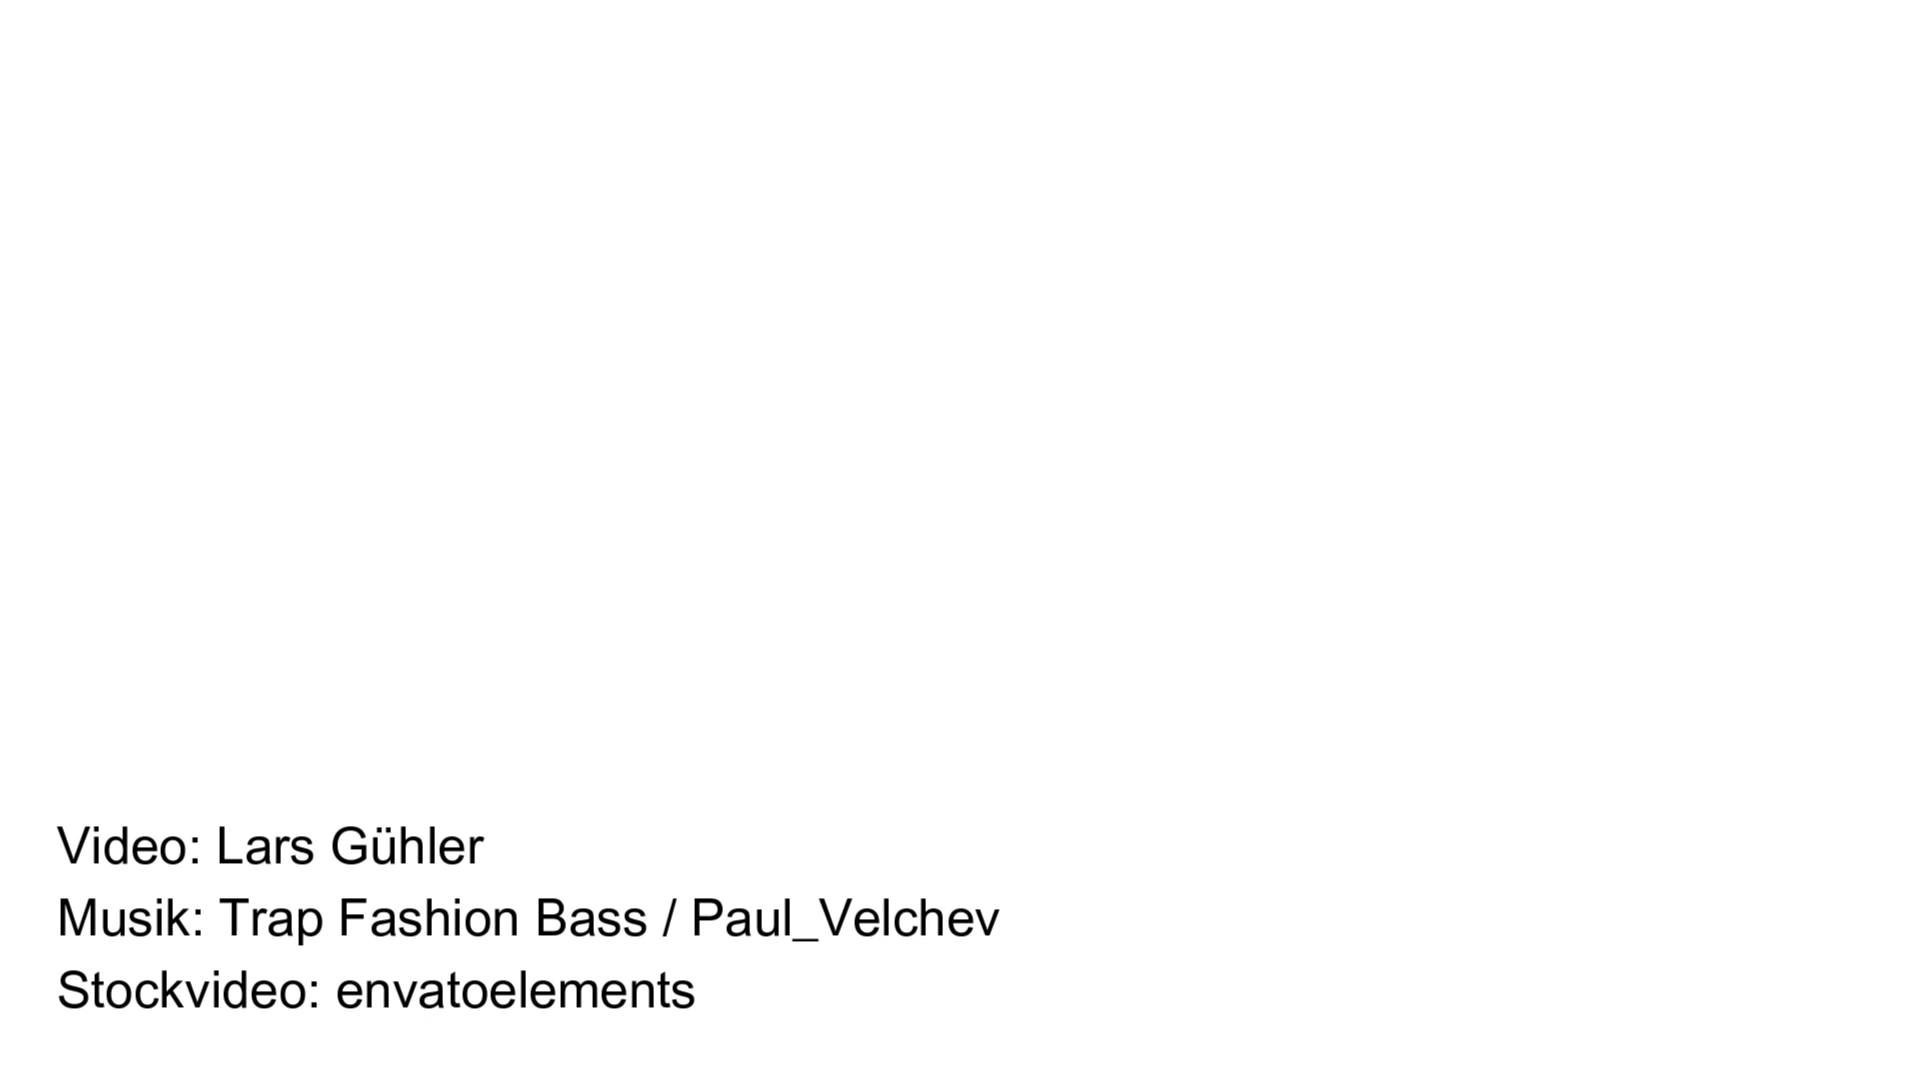 Video: Lars Gühler
Musik: Trap Fashion Bass / Paul_Velchev
Stockvideo: envatoelements